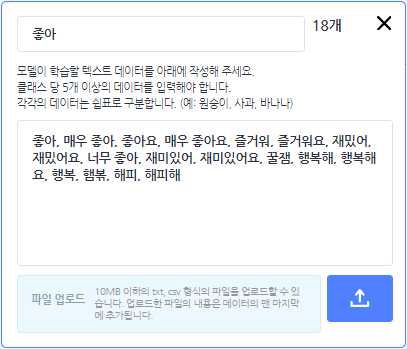 좋아
18개
모델이 학습할 텍스트 데이터를 아래에 작성해 주세요.
클래스 당 5개 이상의 데이터를 입력해야 합니다.
각각의 데이터는 쉼표로 구분합니다. (예: 원숭이, 사과, 바나나)
좋아, 매우 좋아, 좋아요, 매우 좋아요, 즐거워, 즐거워요, 재밌어,
재밌어요, 너무 좋아, 재미있어, 재미있어요, 꿀잼, 행복해, 행복해
요, 행복, 햄볶, 해피, 해피해
파일 업로드
10MB 이하의 txt, csv 형식의 파일을 업로드할 수 있
습니다. 업로드한 파일의 내용은 데이터의 맨 마지막
에 추가됩니다.